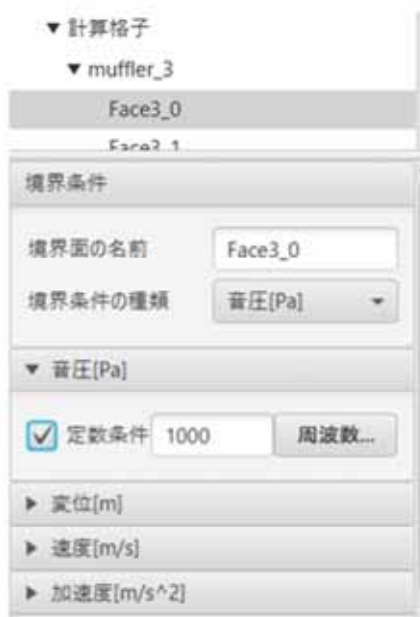 ▼ 計算格子
▼ muffler_3
Face3_0
Face3_1
境界条件
境界面の名前 Face3_0
境界条件の種類 音圧[Pa]
▼ 音圧[Pa]
定数条件 1000 周波数...
▶ 変位[m]
▶ 速度[m/s]
▶ 加速度[m/s^2]